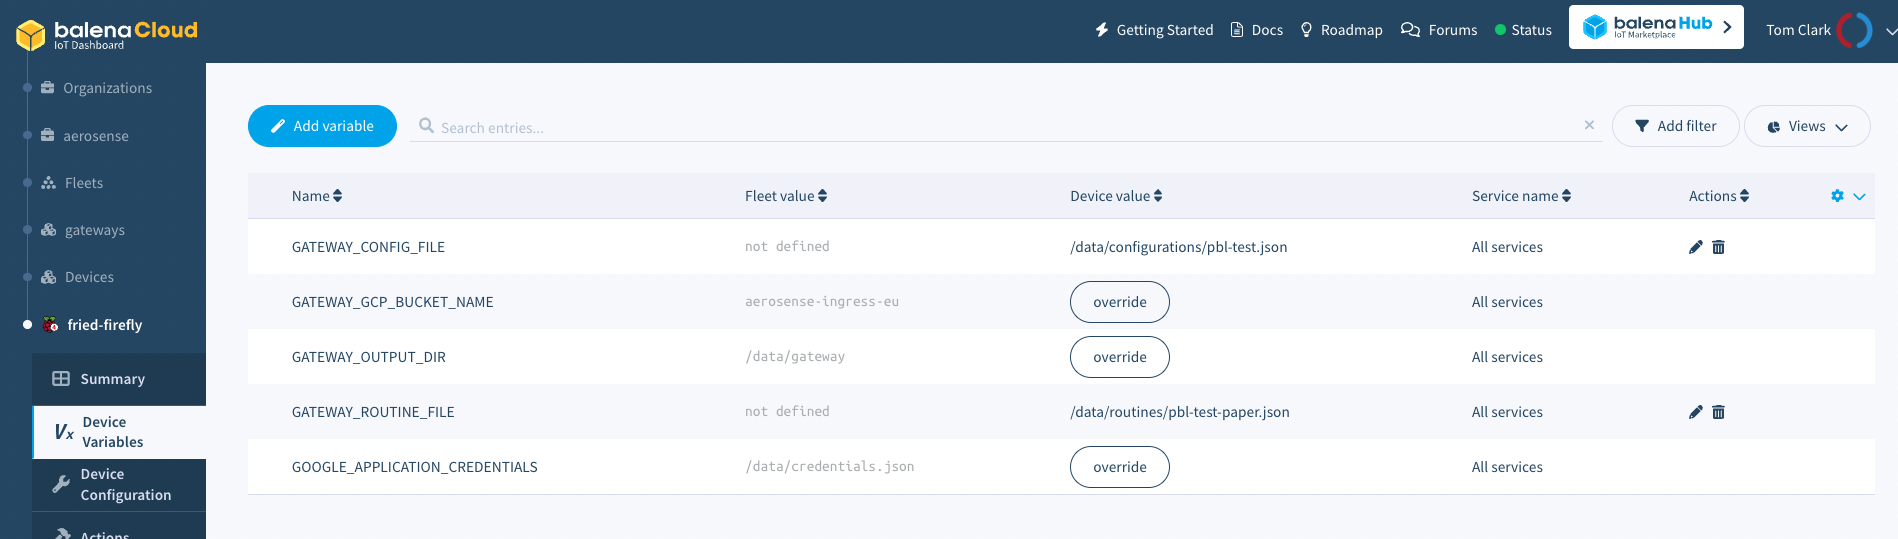 balenaCloud
IoT Dashboard
Getting Started
Docs
Roadmap
Forums
Status
balenaHub
IoT Marketplace
Tom Clark
Organizations
aerosense
Fleets
gateways
Devices
fried-firefly
Summary
Vx
Device
Variables
Device
Configuration
Actions
Add variable
Search entries...
Add filter
Views
Name Fleet value Device value Service name Actions
GATEWAY_CONFIG_FILE not defined /data/configurations/pbl-test.json All services
GATEWAY_GCP_BUCKET_NAME aerosense-ingress-eu override All services
GATEWAY_OUTPUT_DIR /data/gateway override All services
GATEWAY_ROUTINE_FILE not defined /data/routines/pbl-test-paper.json All services
GOOGLE_APPLICATION_CREDENTIALS /data/credentials.json override All services